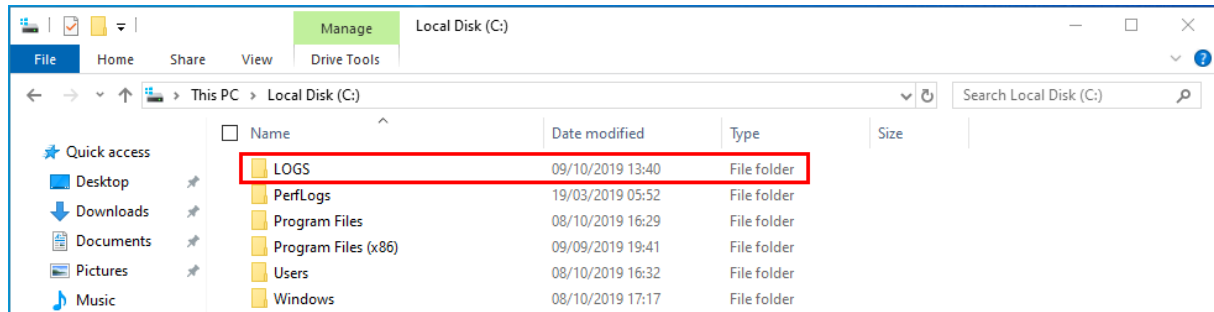 Manage Local Disk (C:)
File Home Share View Drive Tools
This PC > Local Disk (C:) Search Local Disk (C:)
Name Date modified Type Size
Quick access
LOGS 09/10/2019 13:40 File folder
Desktop
PerfLogs 19/03/2019 05:52 File folder
Downloads
Program Files 08/10/2019 16:29 File folder
Documents
Program Files (x86) 09/09/2019 19:41 File folder
Pictures
Users 08/10/2019 16:32 File folder
Music
Windows 08/10/2019 17:17 File folder